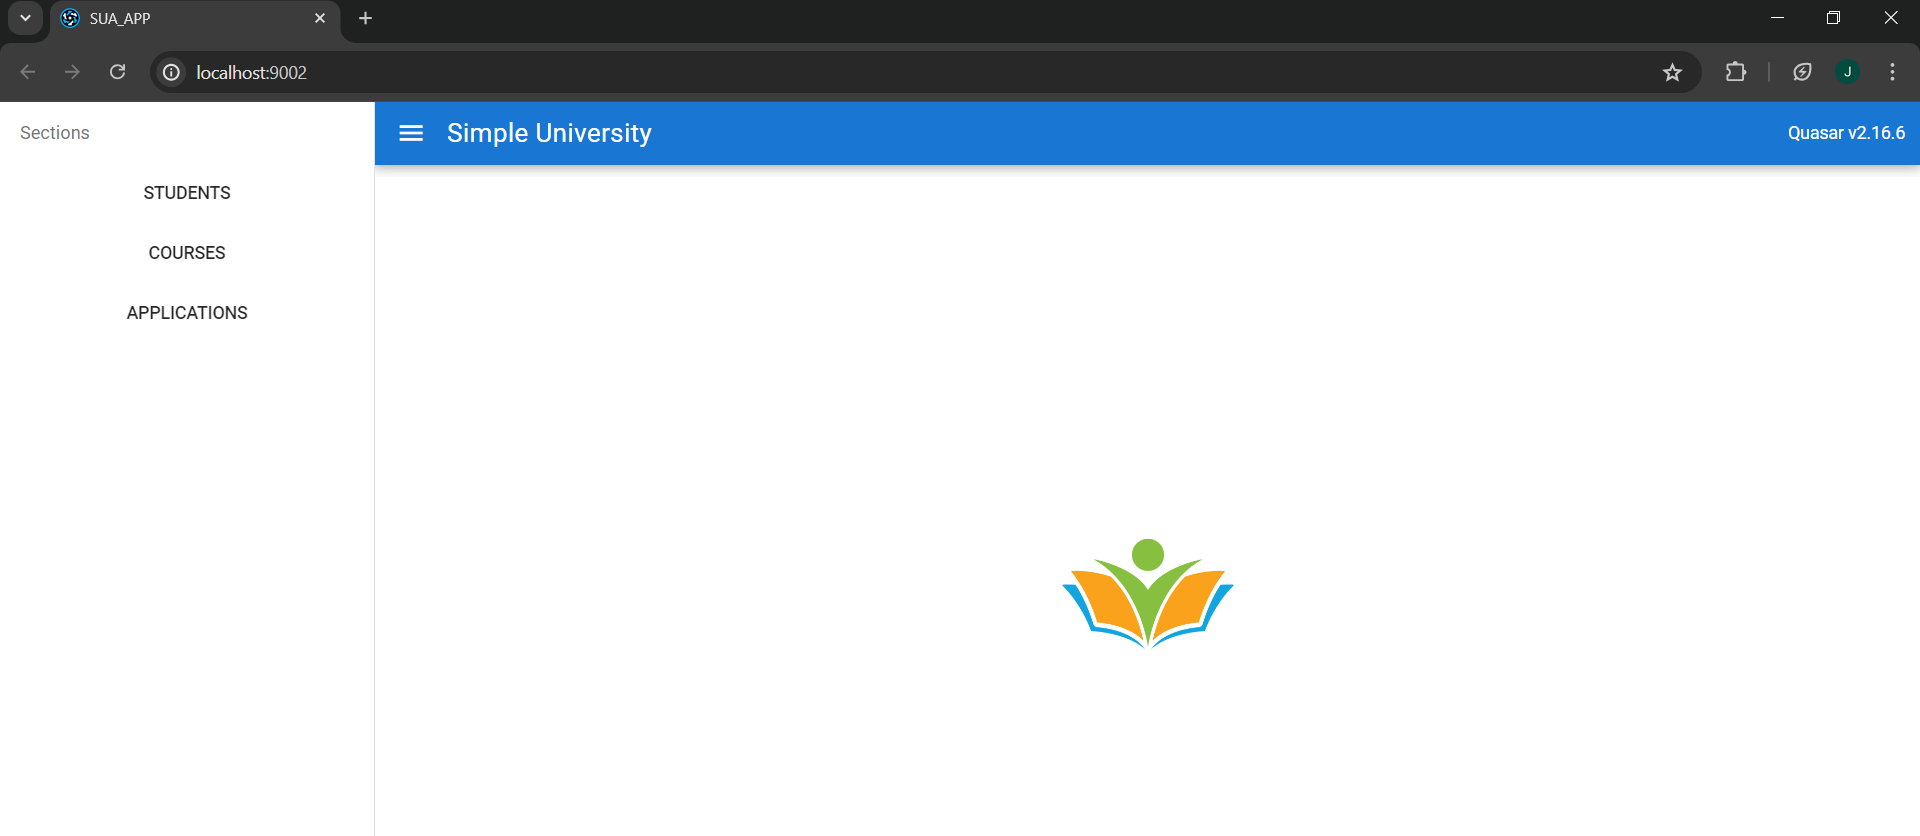 SUA_APP
localhost:9002
Sections
Simple University
Quasar v2.16.6
STUDENTS
COURSES
APPLICATIONS
J